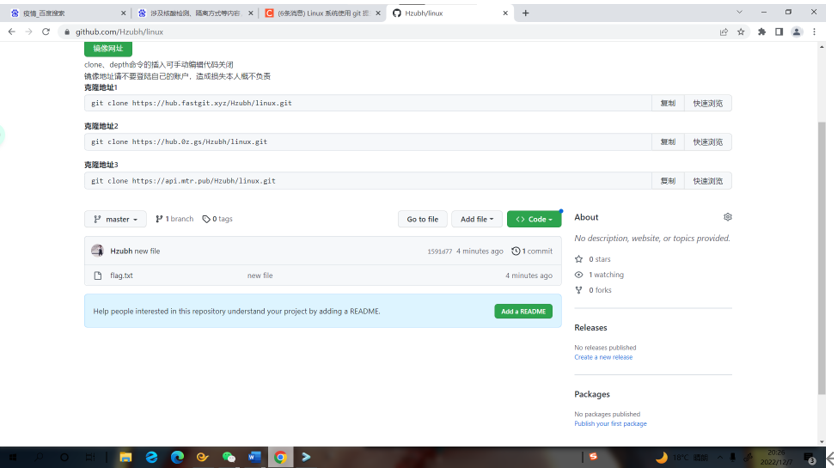 疫情_百度搜索
涉及核酸检测、隔离方式等内容
(6条消息) Linux 系统使用 git 提
Hzubh/linux
github.com/Hzubh/linux
镜像网址
clone、depth命令的插入可手动编辑代码关闭
镜像地址请不要登陆自己的账户，造成损失本人概不负责
克隆地址1
git clone https://hub.fastgit.xyz/Hzubh/linux.git 复制 快速浏览
克隆地址2
git clone https://hub.0z.gs/Hzubh/linux.git 复制 快速浏览
克隆地址3
git clone https://api.mtr.pub/Hzubh/linux.git 复制 快速浏览
master 1 branch 0 tags Go to file Add file Code
Hzubh new file 1591d77 4 minutes ago 1 commit
flag.txt new file 4 minutes ago
Help people interested in this repository understand your project by adding a README. Add a README
About
No description, website, or topics provided.
0 stars
1 watching
0 forks
Releases
No releases published
Create a new release
Packages
No packages published
Publish your first package
18°C
20:26
2022/12/7
3